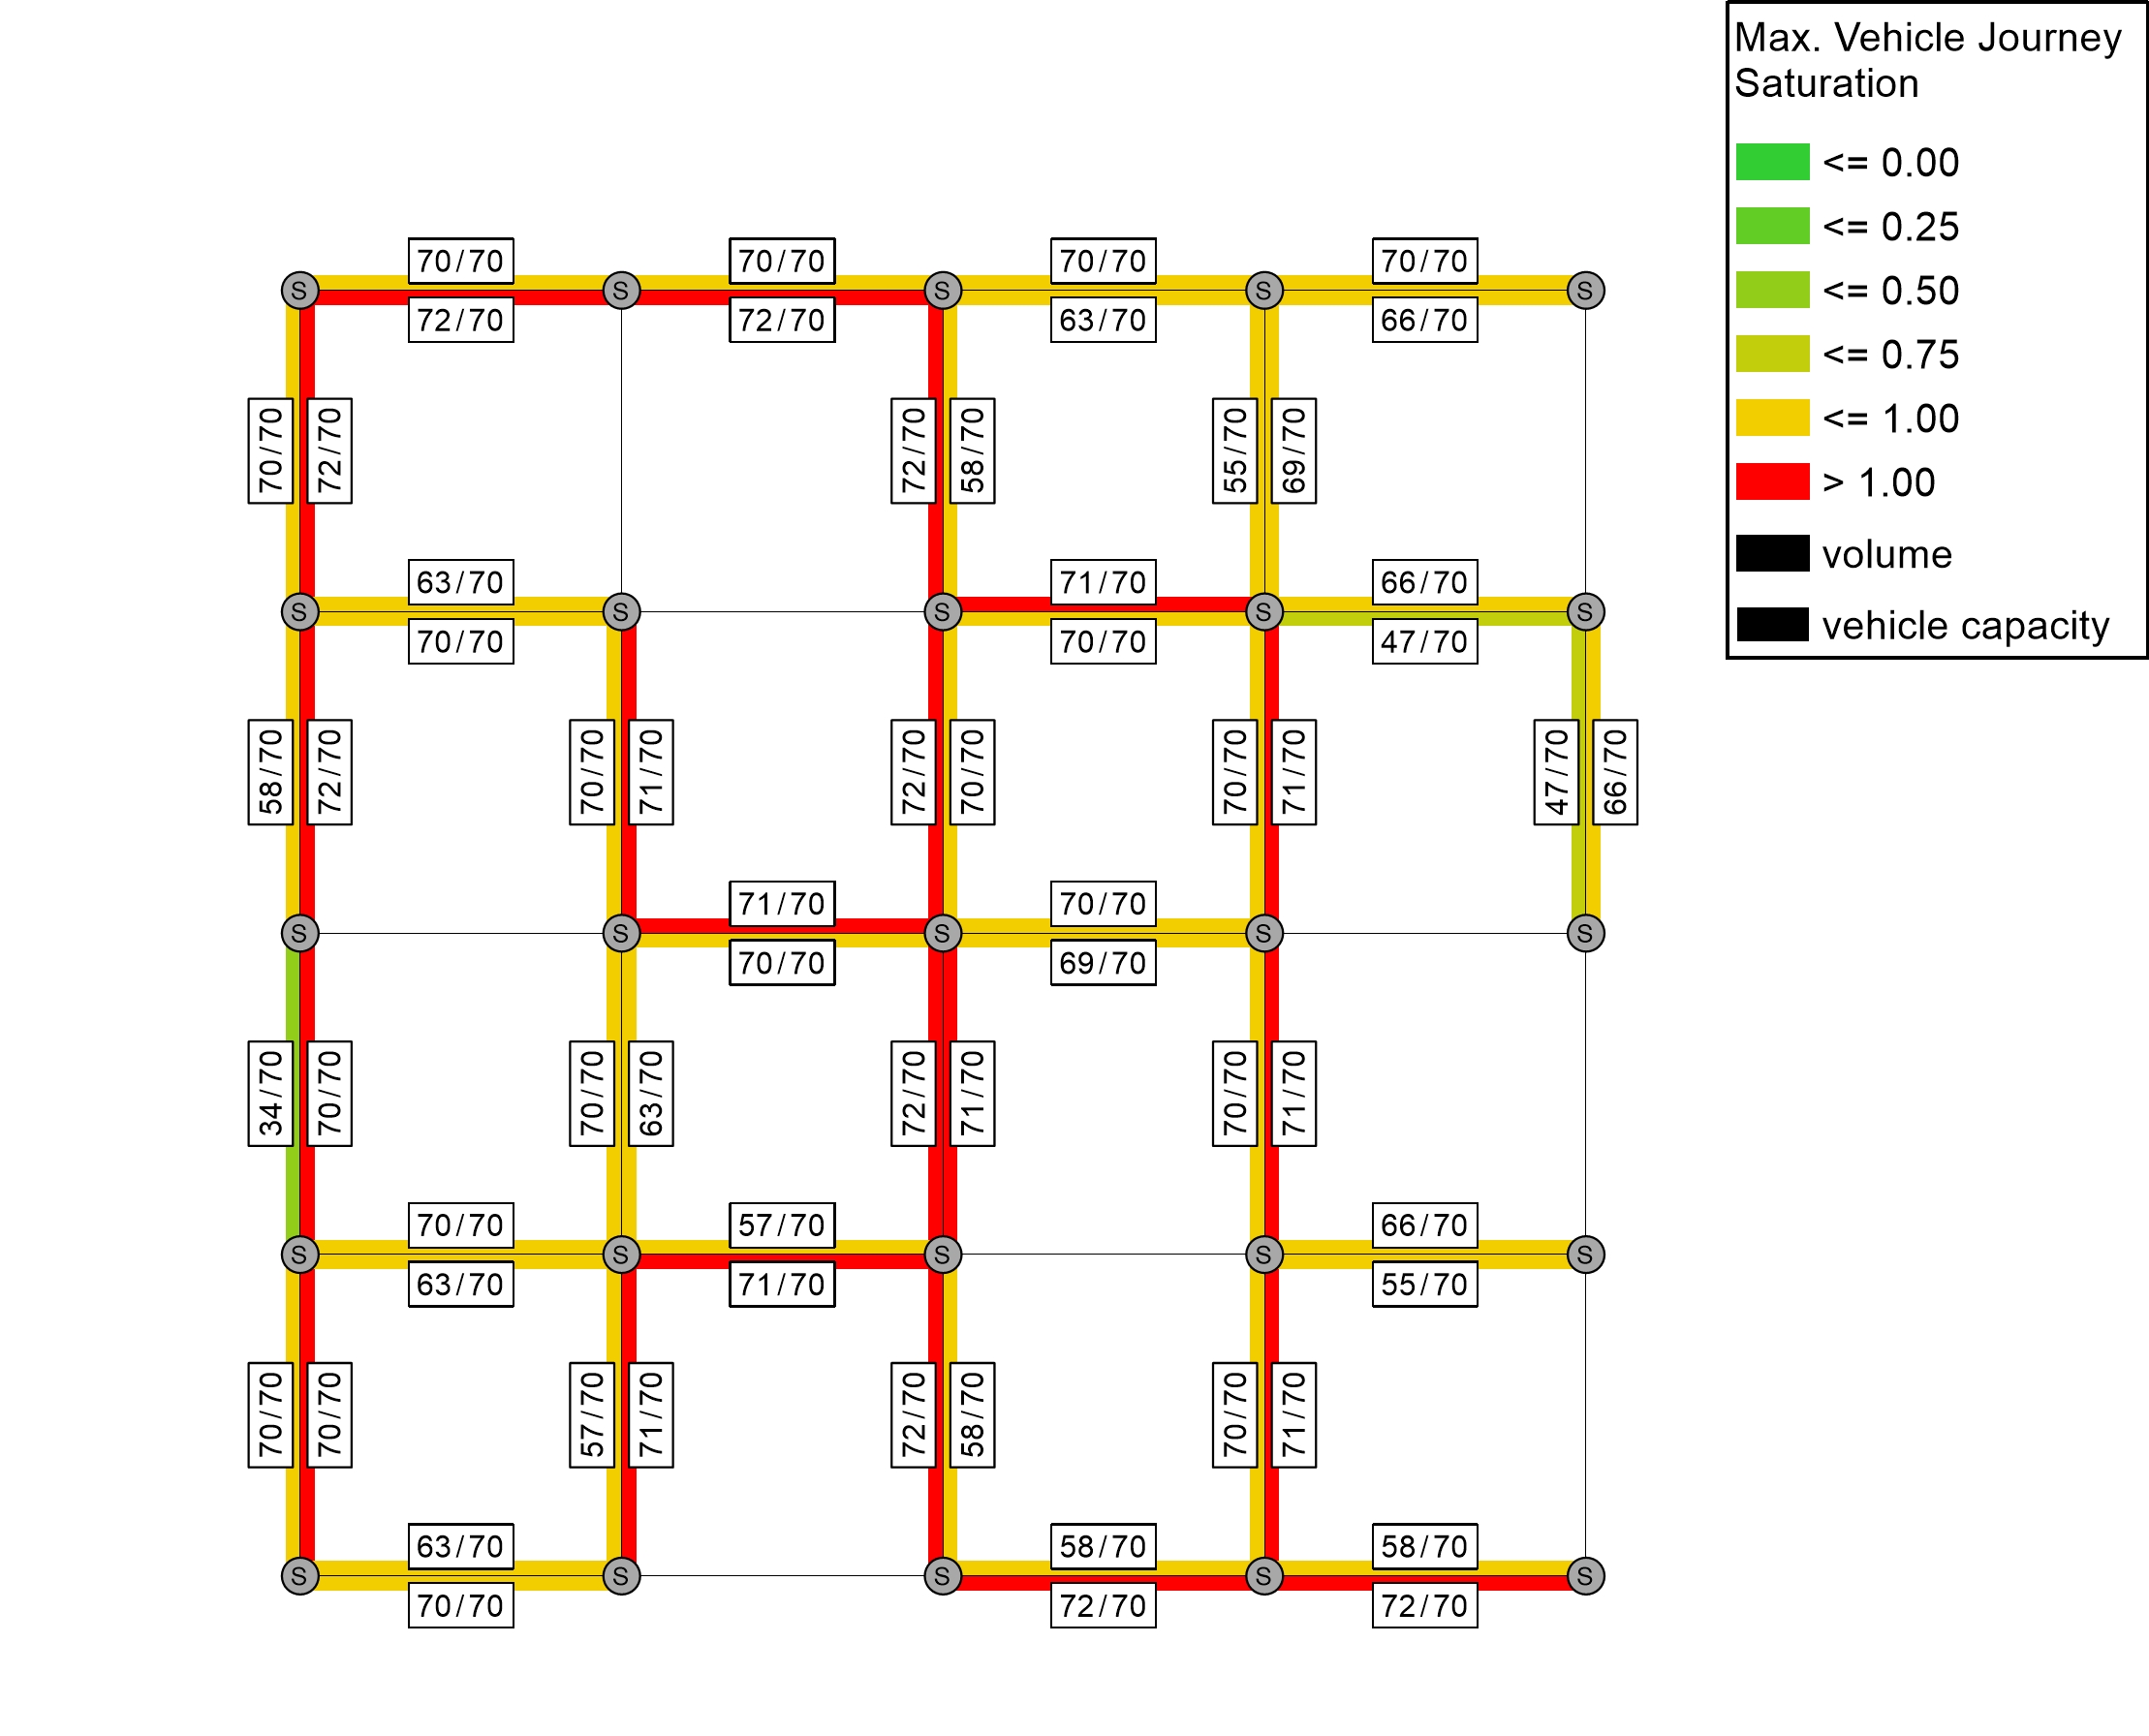 Max. Vehicle Journey
Saturation
<= 0.00
<= 0.25
<= 0.50
<= 0.75
<= 1.00
> 1.00
volume
vehicle capacity
70/70 70/70 70/70 70/70
S S S S S
72/70 72/70 63/70 66/70
70/70 72/70 72/70 58/70 55/70 69/70
63/70 71/70 66/70
S S S S S
70/70 70/70 47/70
58/70 72/70 70/70 71/70 72/70 70/70 70/70 71/70 47/70 66/70
71/70 70/70
S S S S S
70/70 69/70
34/70 70/70 70/70 63/70 72/70 71/70 70/70 71/70
70/70 57/70 66/70
S S S S S
63/70 71/70 55/70
70/70 70/70 57/70 71/70 72/70 58/70 70/70 71/70
63/70 58/70 58/70
S S S S S
70/70 72/70 72/70